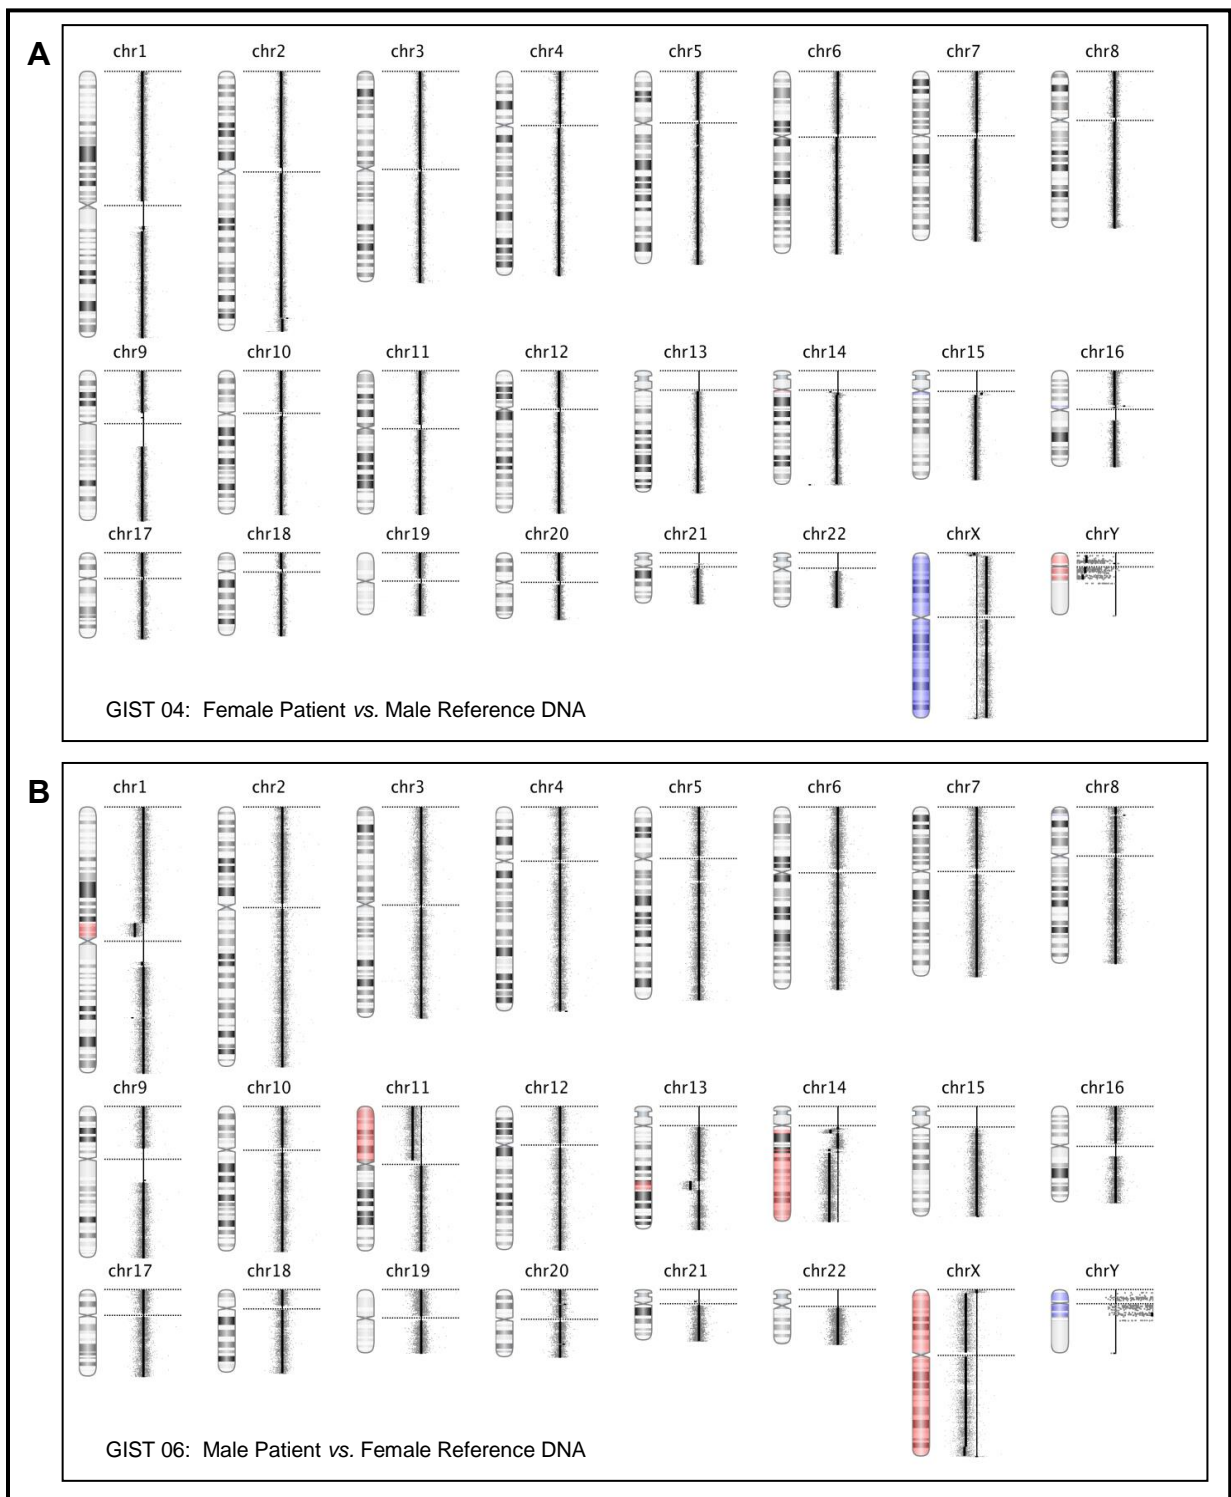 A
chr1 chr2 chr3 chr4 chr5 chr6 chr7 chr8
chr9 chr10 chr11 chr12 chr13 chr14 chr15 chr16
chr17 chr18 chr19 chr20 chr21 chr22 chrX chrY
GIST 04: Female Patient vs. Male Reference DNA
B
chr1 chr2 chr3 chr4 chr5 chr6 chr7 chr8
chr9 chr10 chr11 chr12 chr13 chr14 chr15 chr16
chr17 chr18 chr19 chr20 chr21 chr22 chrX chrY
GIST 06: Male Patient vs. Female Reference DNA